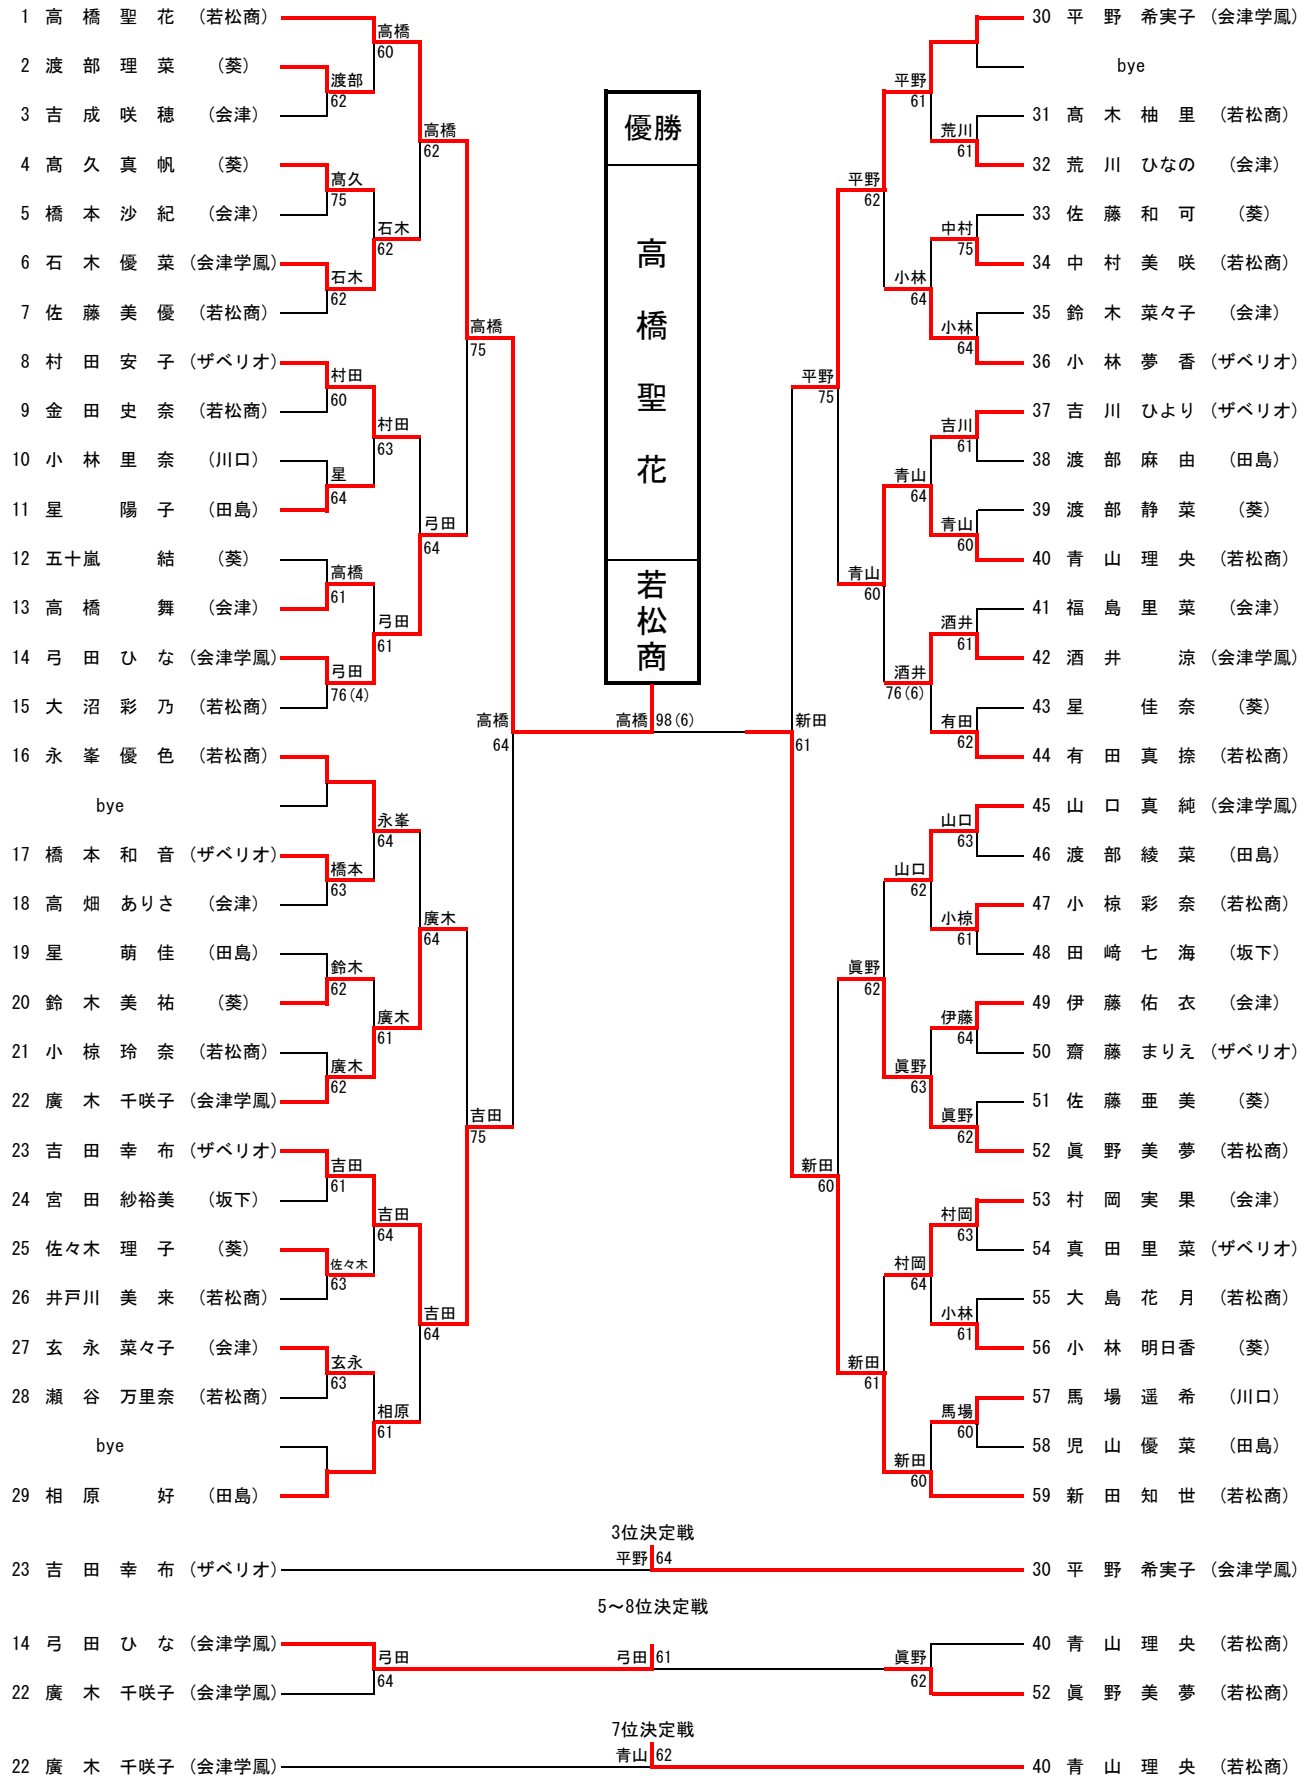 1 高橋聖花 (若松商)
2 渡部理菜 (葵)
3 吉成咲穂 (会津)
4 髙久真帆 (葵)
5 橋本沙紀 (会津)
6 石木優菜 (会津学鳳)
7 佐藤美優 (若松商)
8 村田安子 (ザベリオ)
9 金田史奈 (若松商)
10 小林里奈 (川口)
11 星陽子 (田島)
12 五十嵐結 (葵)
13 高橋舞 (会津)
14 弓田ひな (会津学鳳)
15 大沼彩乃 (若松商)
16 永峯優色 (若松商)
bye
17 橋本和音 (ザベリオ)
18 高畑ありさ (会津)
19 星萌佳 (田島)
20 鈴木美祐 (葵)
21 小椋玲奈 (若松商)
22 廣木千咲子 (会津学鳳)
23 吉田幸布 (ザベリオ)
24 宮田紗裕美 (坂下)
25 佐々木理子 (葵)
26 井戸川美来 (若松商)
27 玄永菜々子 (会津)
28 瀬谷万里奈 (若松商)
bye
29 相原好 (田島)
渡部 62
髙久 75
石木 62
村田 60
星 64
高橋 61
弓田 76(4)
橋本 63
鈴木 62
廣木 62
吉田 61
佐々木 63
玄永 63
高橋 60
石木 62
村田 63
弓田 61
永峯 64
廣木 61
吉田 64
相原 61
高橋 62
弓田 64
廣木 64
吉田 64
高橋 75
吉田 75
高橋 64
優勝
高橋聖花
若松商
高橋 98(6)
新田 61
平野 75
新田 60
平野 62
青山 60
眞野 62
新田 61
平野 61
小林 64
青山 64
酒井 76(6)
山口 62
眞野 63
村岡 64
新田 60
荒川 61
中村 75
小林 64
吉川 61
青山 60
酒井 61
有田 62
山口 63
小椋 61
伊藤 64
眞野 62
村岡 63
小林 61
馬場 60
30 平野希実子 (会津学鳳)
bye
31 髙木柚里 (若松商)
32 荒川ひなの (会津)
33 佐藤和可 (葵)
34 中村美咲 (若松商)
35 鈴木菜々子 (会津)
36 小林夢香 (ザベリオ)
37 吉川ひより (ザベリオ)
38 渡部麻由 (田島)
39 渡部静菜 (葵)
40 青山理央 (若松商)
41 福島里菜 (会津)
42 酒井涼 (会津学鳳)
43 星佳奈 (葵)
44 有田真捺 (若松商)
45 山口真純 (会津学鳳)
46 渡部綾菜 (田島)
47 小椋彩奈 (若松商)
48 田﨑七海 (坂下)
49 伊藤佑衣 (会津)
50 齋藤まりえ (ザベリオ)
51 佐藤亜美 (葵)
52 眞野美夢 (若松商)
53 村岡実果 (会津)
54 真田里菜 (ザベリオ)
55 大島花月 (若松商)
56 小林明日香 (葵)
57 馬場遥希 (川口)
58 児山優菜 (田島)
59 新田知世 (若松商)
3位決定戦
23 吉田幸布 (ザベリオ) 平野 64 30 平野希実子 (会津学鳳)
5～8位決定戦
14 弓田ひな (会津学鳳) 40 青山理央 (若松商)
弓田 64 弓田 61 眞野 62
22 廣木千咲子 (会津学鳳) 52 眞野美夢 (若松商)
7位決定戦
22 廣木千咲子 (会津学鳳) 青山 62 40 青山理央 (若松商)